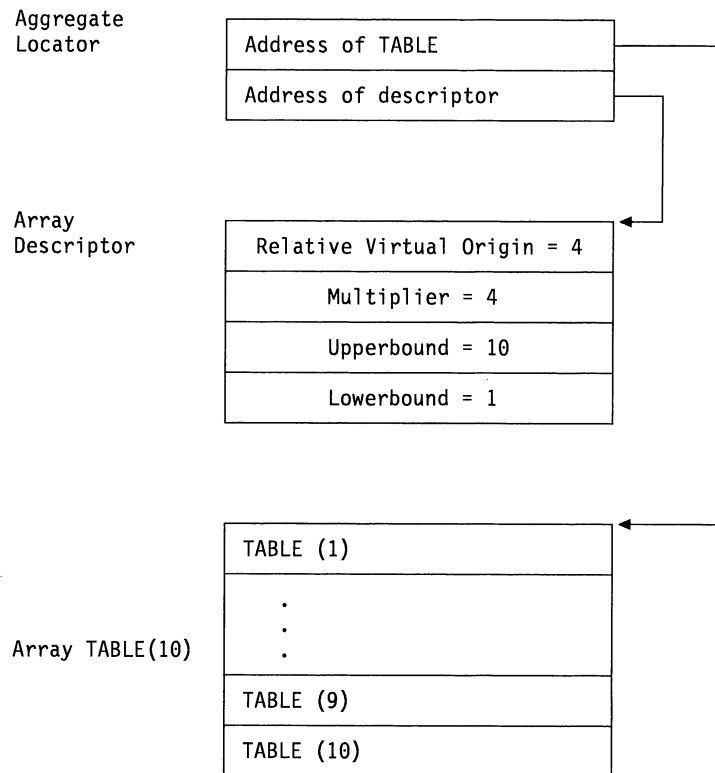 Aggregate
Locator
Address of TABLE
Address of descriptor
Array
Descriptor
Relative Virtual Origin = 4
Multiplier = 4
Upperbound = 10
Lowerbound = 1
TABLE (1)
.
.
.
Array TABLE(10)
TABLE (9)
TABLE (10)